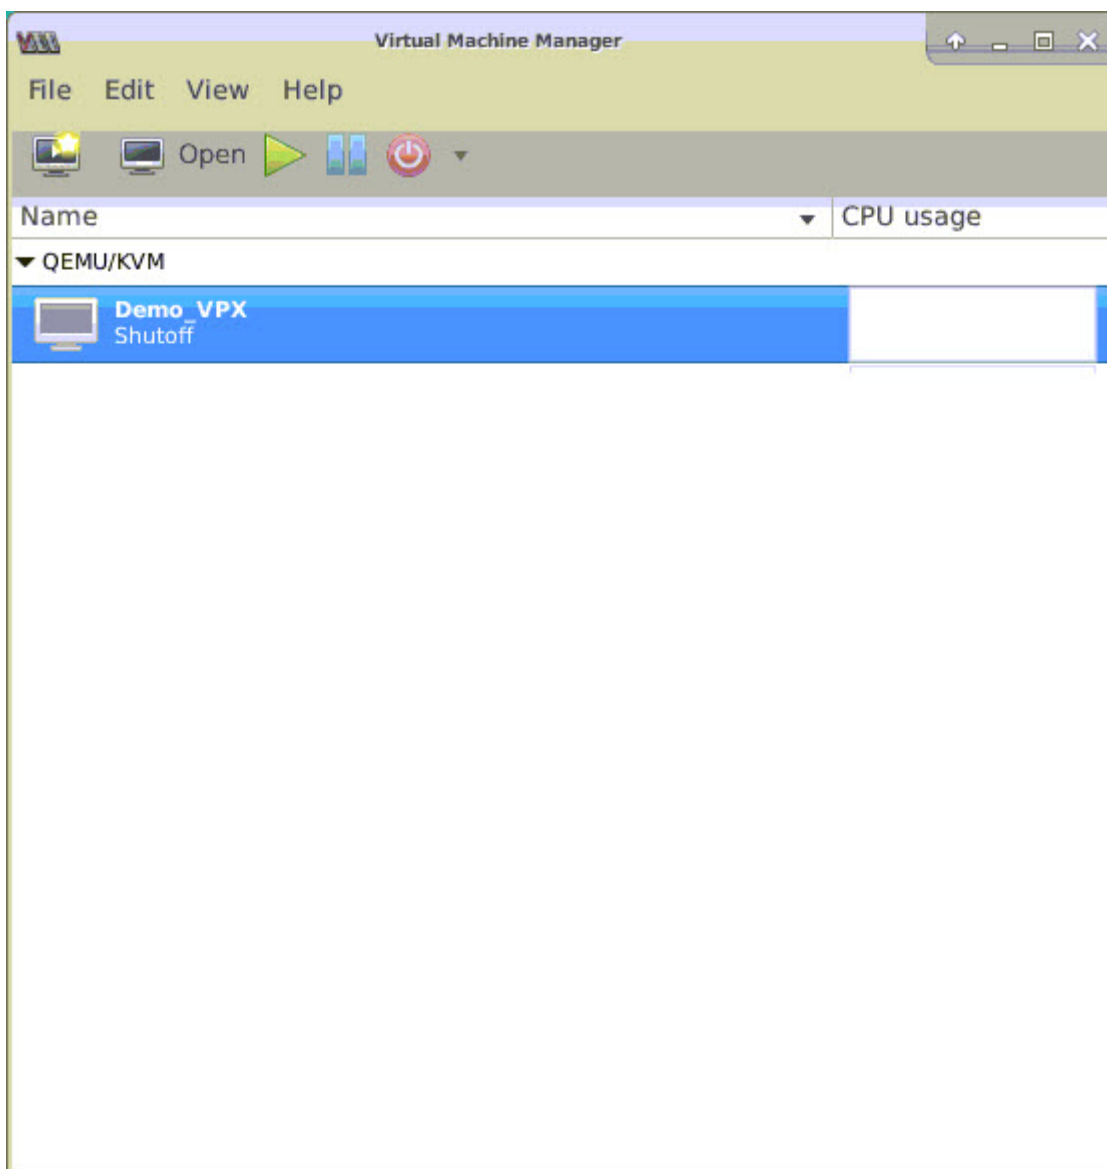 Virtual Machine Manager
File Edit View Help
Open
Name CPU usage
QEMU/KVM
Demo_VPX
Shutoff